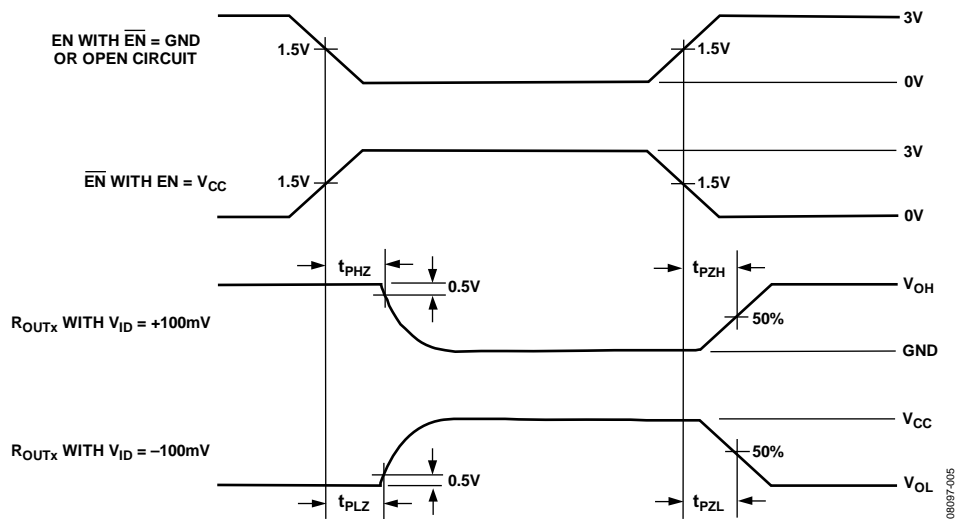 EN WITH E̅N̅ = GND
OR OPEN CIRCUIT
1.5V
1.5V
3V
0V
E̅N̅ WITH EN = VCC
1.5V
1.5V
3V
0V
tPHZ
0.5V
tPZH
VOH
ROUTx WITH VID = +100mV
50%
GND
VCC
ROUTx WITH VID = –100mV
50%
0.5V
VOL
tPLZ
tPZL
08097-005